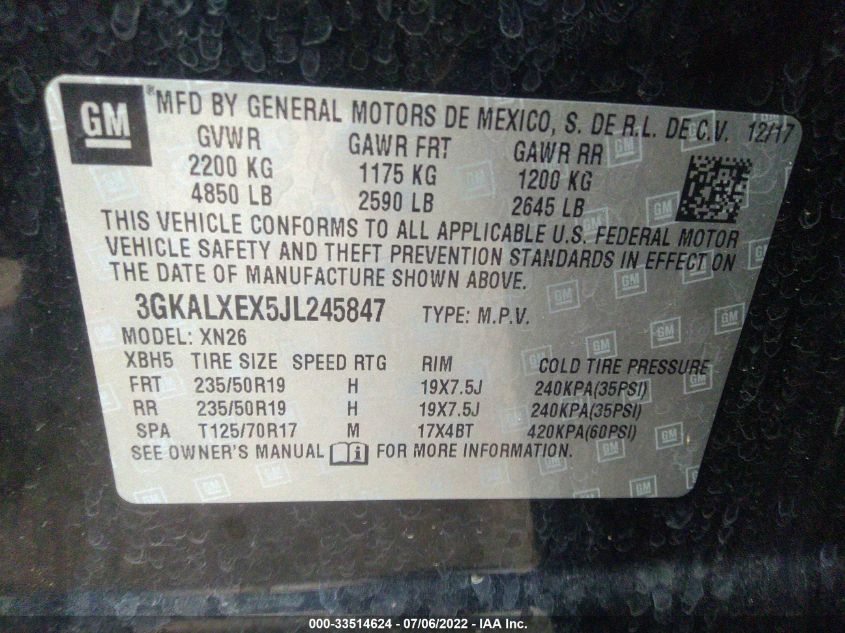 GM ® MFD BY GENERAL MOTORS DE MEXICO, S. DE R.L. DE C.V. 12/17
GVWR GAWR FRT GAWR RR
2200 KG 1175 KG 1200 KG
4850 LB 2590 LB 2645 LB
THIS VEHICLE CONFORMS TO ALL APPLICABLE U.S. FEDERAL MOTOR
VEHICLE SAFETY AND THEFT PREVENTION STANDARDS IN EFFECT ON
THE DATE OF MANUFACTURE SHOWN ABOVE.
3GKALXEX5JL245847 TYPE: M.P.V.
MODEL: XN26
XBH5 TIRE SIZE SPEED RTG RIM COLD TIRE PRESSURE
FRT 235/50R19 H 19X7.5J 240KPA(35PSI)
RR 235/50R19 H 19X7.5J 240KPA(35PSI)
SPA T125/70R17 M 17X4BT 420KPA(60PSI)
SEE OWNER'S MANUAL i FOR MORE INFORMATION.
000-33514624 - 07/06/2022 - IAA Inc.